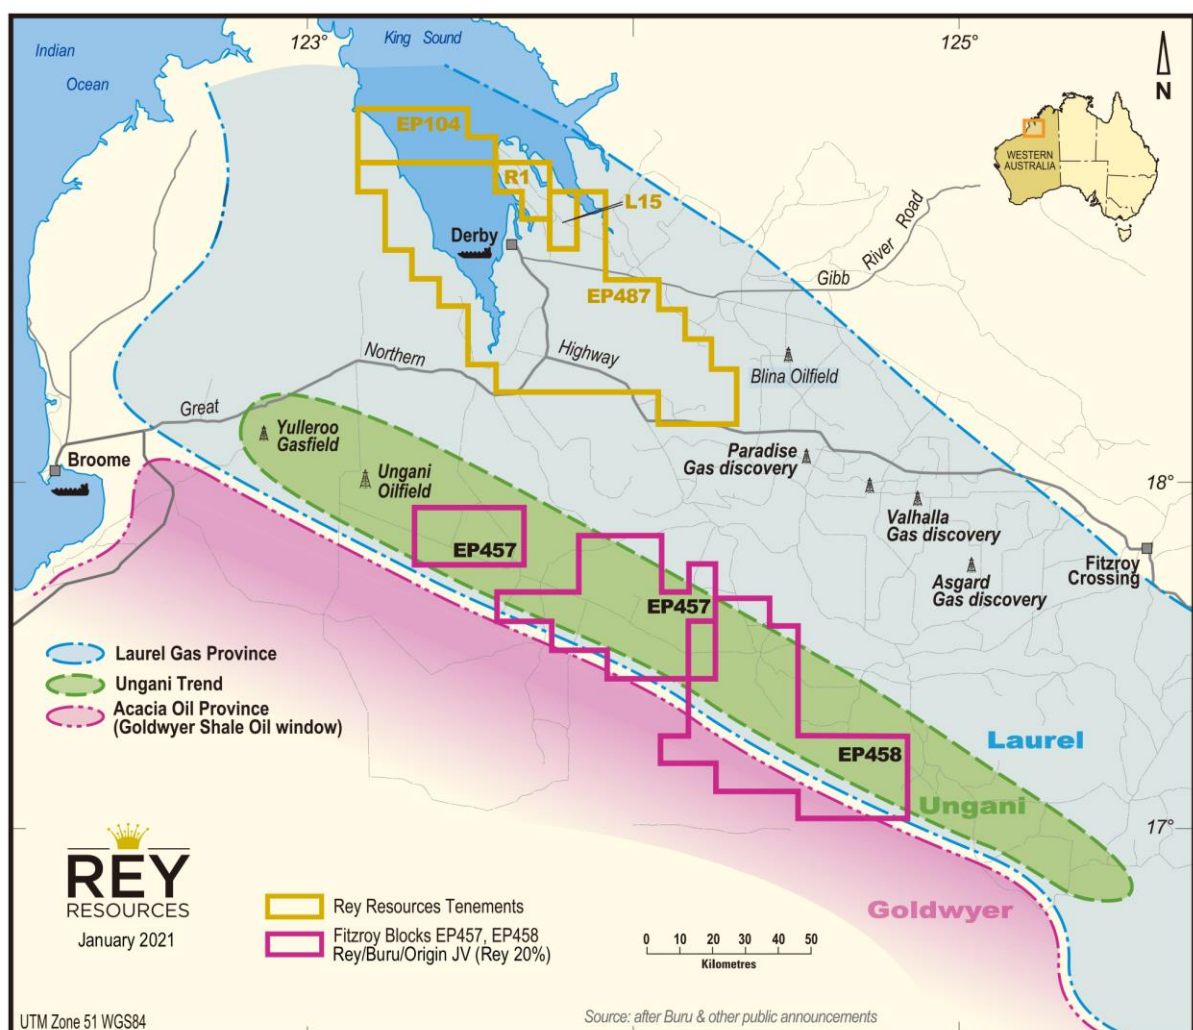 Indian
Ocean
King Sound
123°
125°
N
WESTERN
AUSTRALIA
EP104
R1
L15
Derby
EP487
Gibb River Road
Blina Oilfield
Great Northern Highway
Yulleroo
Gasfield
Ungani
Oilfield
Broome
Paradise
Gas discovery
Valhalla
Gas discovery
Asgard
Gas discovery
18°
Fitzroy
Crossing
EP457
EP457
EP458
Laurel Gas Province
Ungani Trend
Acacia Oil Province
(Goldwyer Shale Oil window)
Laurel
Ungani
Goldwyer
17°
REY
RESOURCES
January 2021
Rey Resources Tenements
Fitzroy Blocks EP457, EP458
Rey/Buru/Origin JV (Rey 20%)
0 10 20 30 40 50
Kilometres
UTM Zone 51 WGS84
Source: after Buru & other public announcements